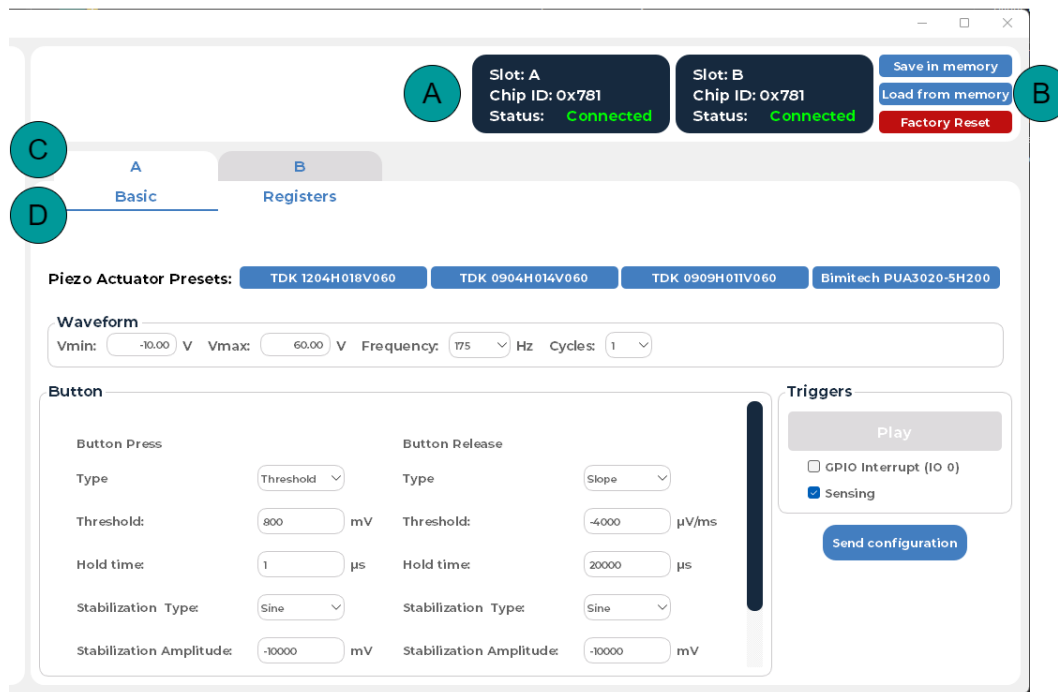 A
Slot: A
Chip ID: 0x781
Status: Connected
Slot: B
Chip ID: 0x781
Status: Connected
Save in memory
Load from memory
Factory Reset
B
C
A
B
D
Basic
Registers
Piezo Actuator Presets:
TDK 1204H018V060
TDK 0904H014V060
TDK 0909H011V060
Bimitech PUA3020-5H200
Waveform
Vmin: -10.00 V Vmax: 60.00 V Frequency: 175 Hz Cycles: 1
Button
Button Press
Button Release
Type Threshold
Type Slope
Threshold: 800 mV
Threshold: -4000 µV/ms
Hold time: 1 µs
Hold time: 20000 µs
Stabilization Type: Sine
Stabilization Type: Sine
Stabilization Amplitude: -10000 mV
Stabilization Amplitude: -10000 mV
Triggers
Play
GPIO Interrupt (IO 0)
Sensing
Send configuration